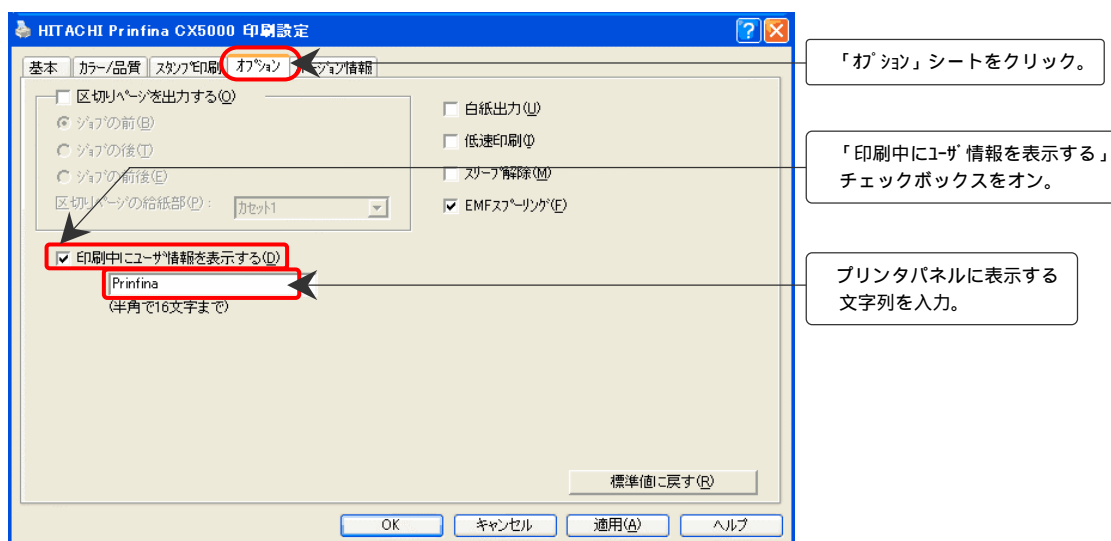 HITACHI Prinfina CX5000 印刷設定
基本 ｶﾗｰ/品質 ｽﾀﾝﾌﾟ印刷 ｵﾌﾟｼｮﾝ ﾊﾞｰｼﾞｮﾝ情報
「ｵﾌﾟｼｮﾝ」シートをクリック。
区切りﾍﾟｰｼﾞを出力する(O)
ｼﾞｮﾌﾞの前(B)
ｼﾞｮﾌﾞの後(T)
ｼﾞｮﾌﾞの前後(E)
区切りﾍﾟｰｼﾞの給紙部(P):
ｶｾｯﾄ1
白紙出力(U)
低速印刷(I)
ｽﾘｰﾌﾟ解除(M)
EMFｽﾌﾟｰﾘﾝｸﾞ(F)
「印刷中にﾕｰｻﾞ情報を表示する」
チェックボックスをオン。
印刷中にﾕｰｻﾞ情報を表示する(D)
Prinfina
(半角で16文字まで)
プリンタパネルに表示する
文字列を入力。
標準値に戻す(R)
OK キャンセル 適用(A) ヘルプ